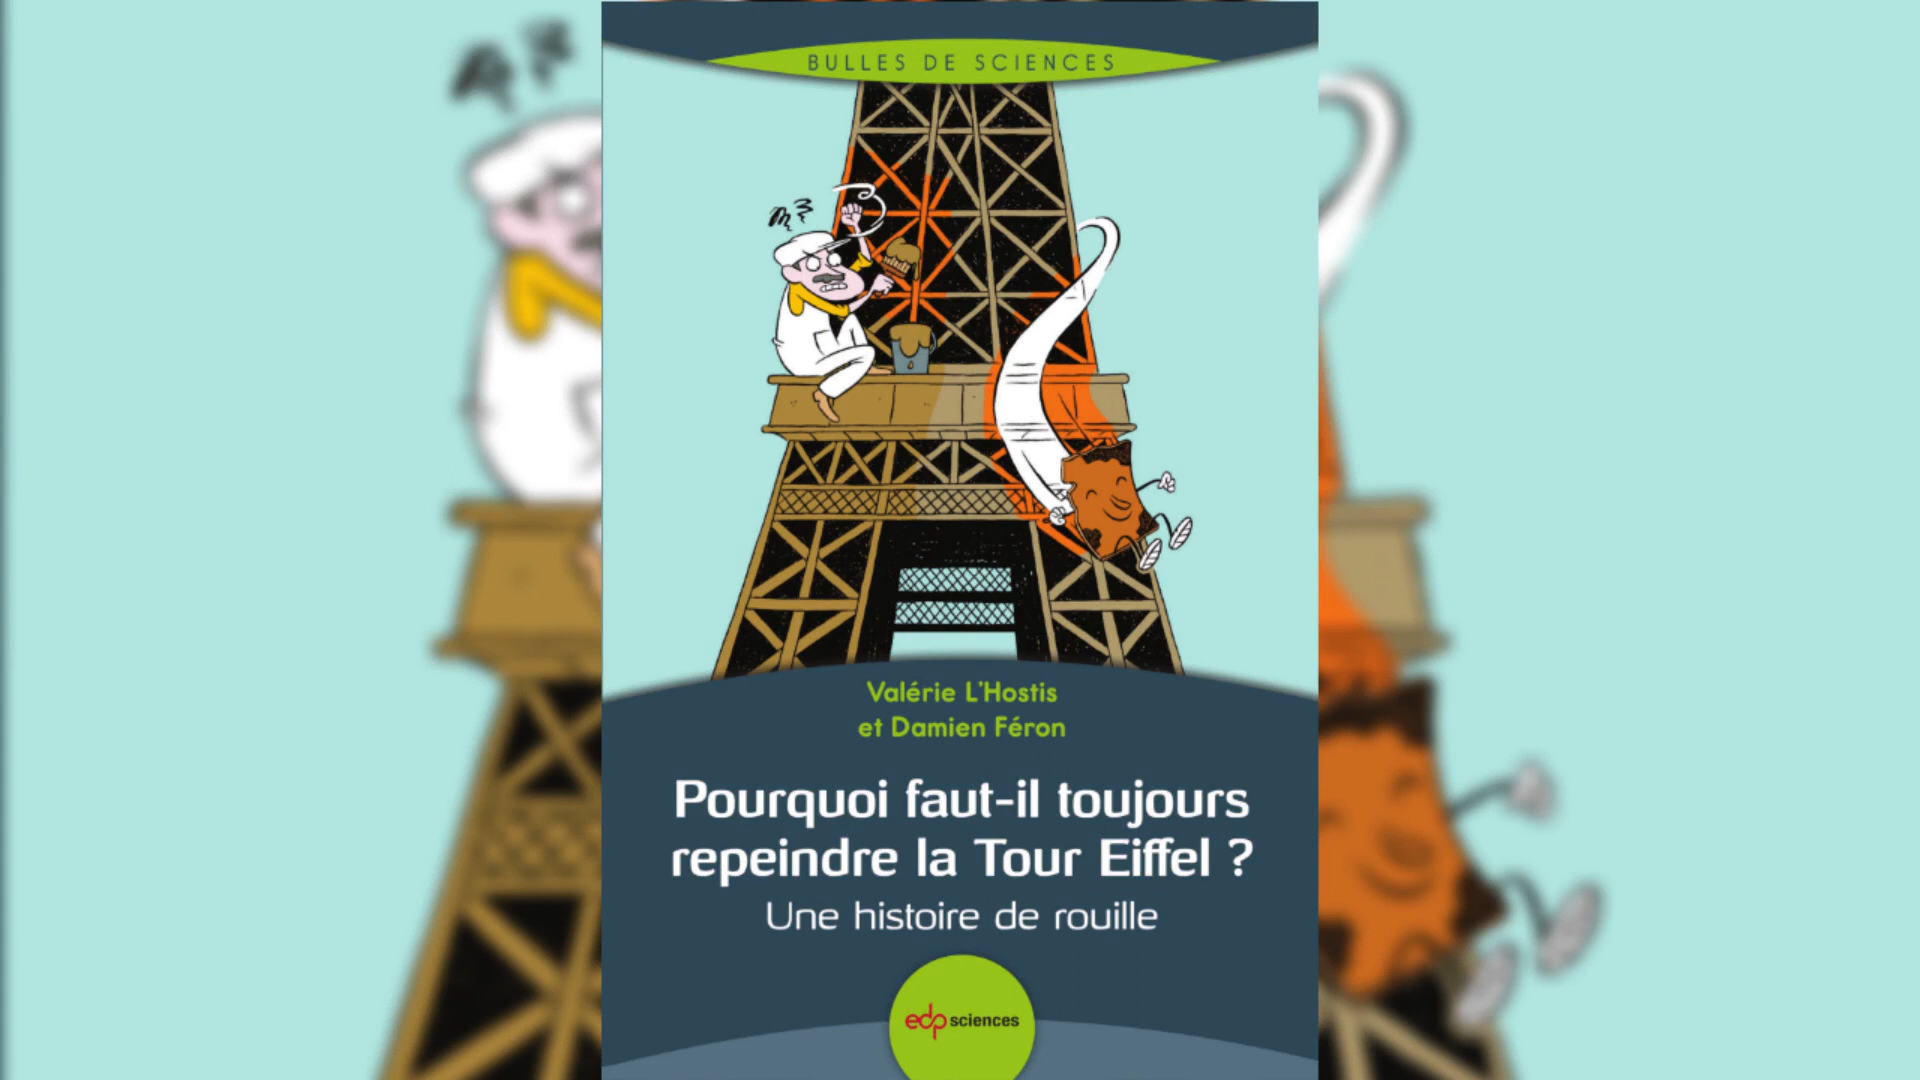 BULLES DE SCIENCES
Valérie L'Hostis
et Damien Féron
Pourquoi faut-il toujours
repeindre la Tour Eiffel ?
Une histoire de rouille
edp sciences